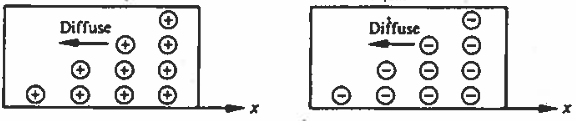 Diffuse
+
+ +
+ + +
+ + + +
x
Diffuse
−
− −
− − −
− − − −
x